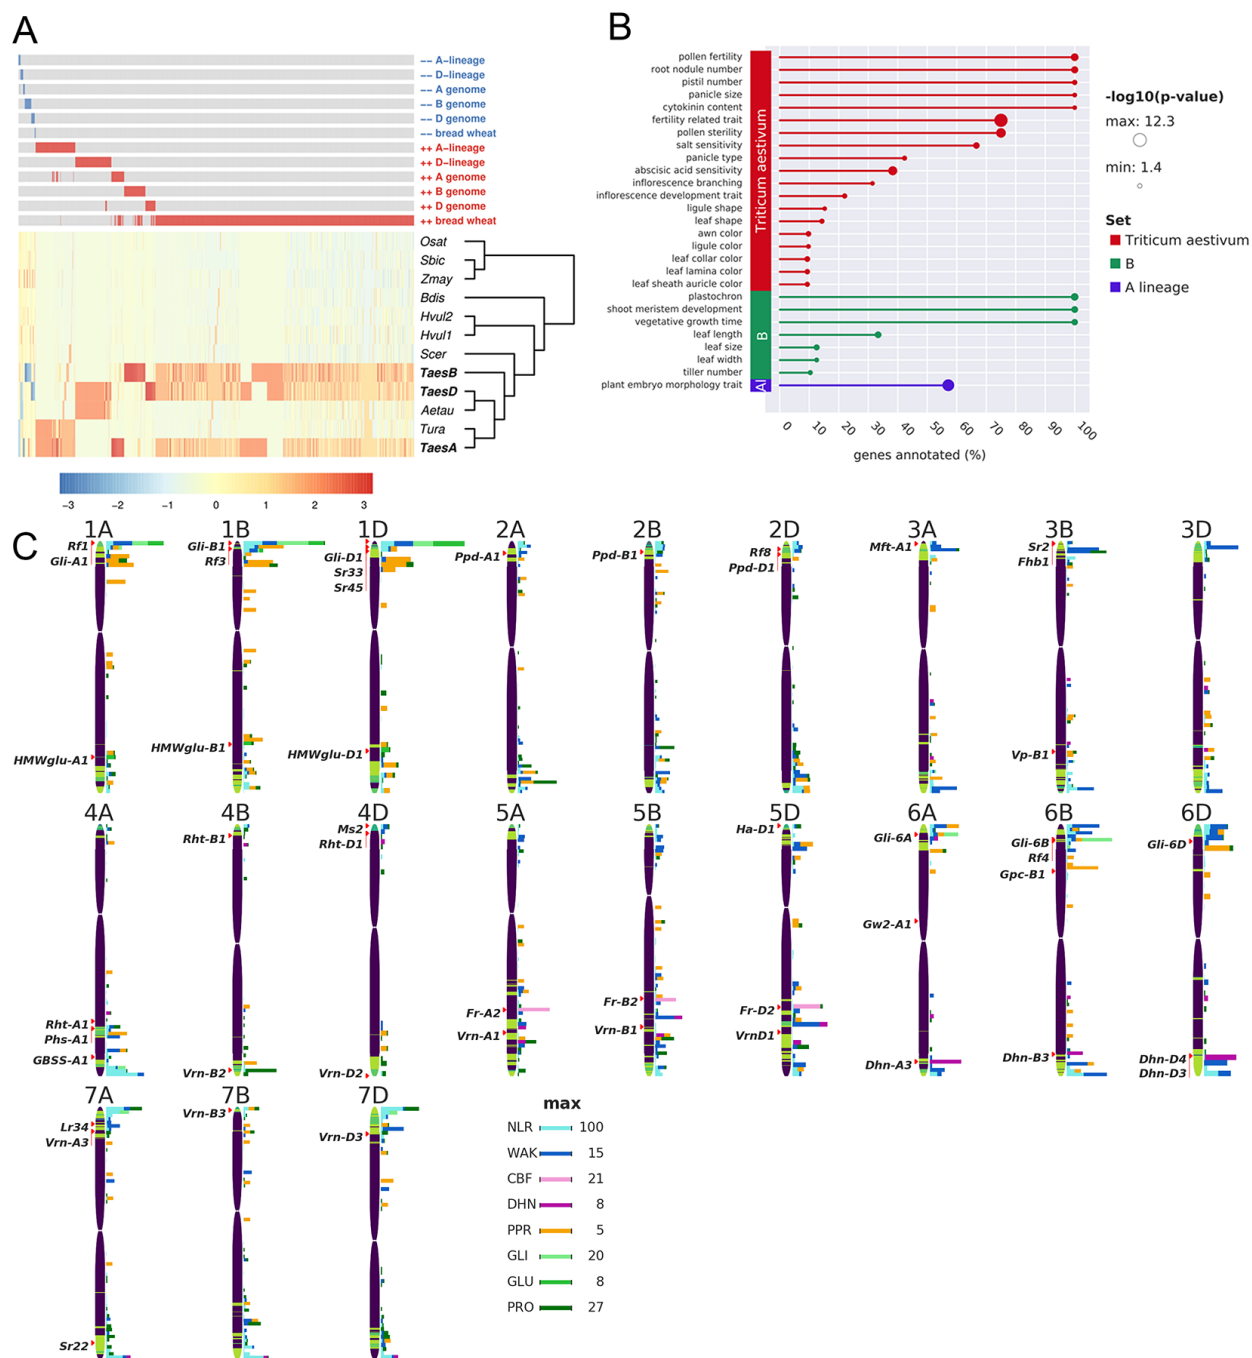 A
−− A−lineage
−− D−lineage
−− A genome
−− B genome
−− D genome
−− bread wheat
++ A−lineage
++ D−lineage
++ A genome
++ B genome
++ D genome
++ bread wheat
Osat
Sbic
Zmay
Bdis
Hvul2
Hvul1
Scer
TaesB
TaesD
Aetau
Tura
TaesA
−3 −2 −1 0 1 2 3
B
pollen fertility
root nodule number
pistil number
panicle size
cytokinin content
fertility related trait
pollen sterility
salt sensitivity
panicle type
abscisic acid sensitivity
inflorescence branching
inflorescence development trait
ligule shape
leaf shape
awn color
ligule color
leaf collar color
leaf lamina color
leaf sheath auricle color
plastochron
shoot meristem development
vegetative growth time
leaf length
leaf size
leaf width
tiller number
plant embryo morphology trait
Triticum aestivum
B
Al
0 10 20 30 40 50 60 70 80 90 100
genes annotated (%)
-log10(p-value)
max: 12.3
min: 1.4
Set
Triticum aestivum
B
A lineage
C
1A 1B 1D 2A 2B 2D 3A 3B 3D
Rf1
Gli-A1
HMWglu-A1
Gli-B1
Rf3
HMWglu-B1
Gli-D1
Sr33
Sr45
HMWglu-D1
Ppd-A1
Ppd-B1
Rf8
Ppd-D1
Mft-A1
Sr2
Fhb1
Vp-B1
4A 4B 4D 5A 5B 5D 6A 6B 6D
Rht-A1
Phs-A1
GBSS-A1
Rht-B1
Vrn-B2
Ms2
Rht-D1
Vrn-D2
Fr-A2
Vrn-A1
Fr-B2
Vrn-B1
Ha-D1
Fr-D2
VrnD1
Gli-6A
Gw2-A1
Dhn-A3
Gli-6B
Rf4
Gpc-B1
Dhn-B3
Gli-6D
Dhn-D4
Dhn-D3
7A 7B 7D
Lr34
Vrn-A3
Sr22
Vrn-B3
Vrn-D3
max
NLR 100
WAK 15
CBF 21
DHN 8
PPR 5
GLI 20
GLU 8
PRO 27